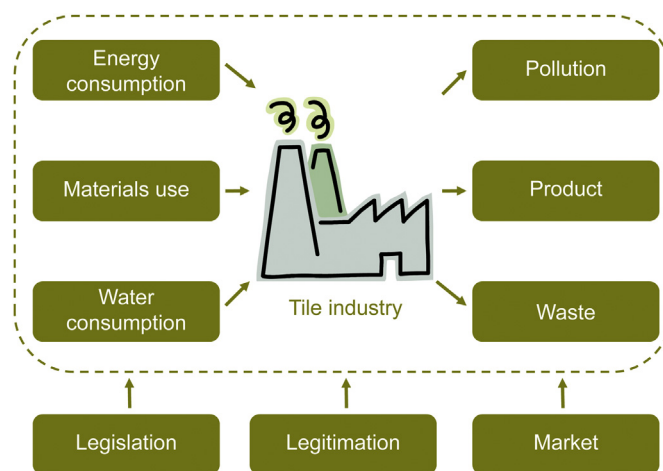 Energy
consumption
Pollution
Materials use
Product
Water
consumption
Tile industry
Waste
Legislation
Legitimation
Market